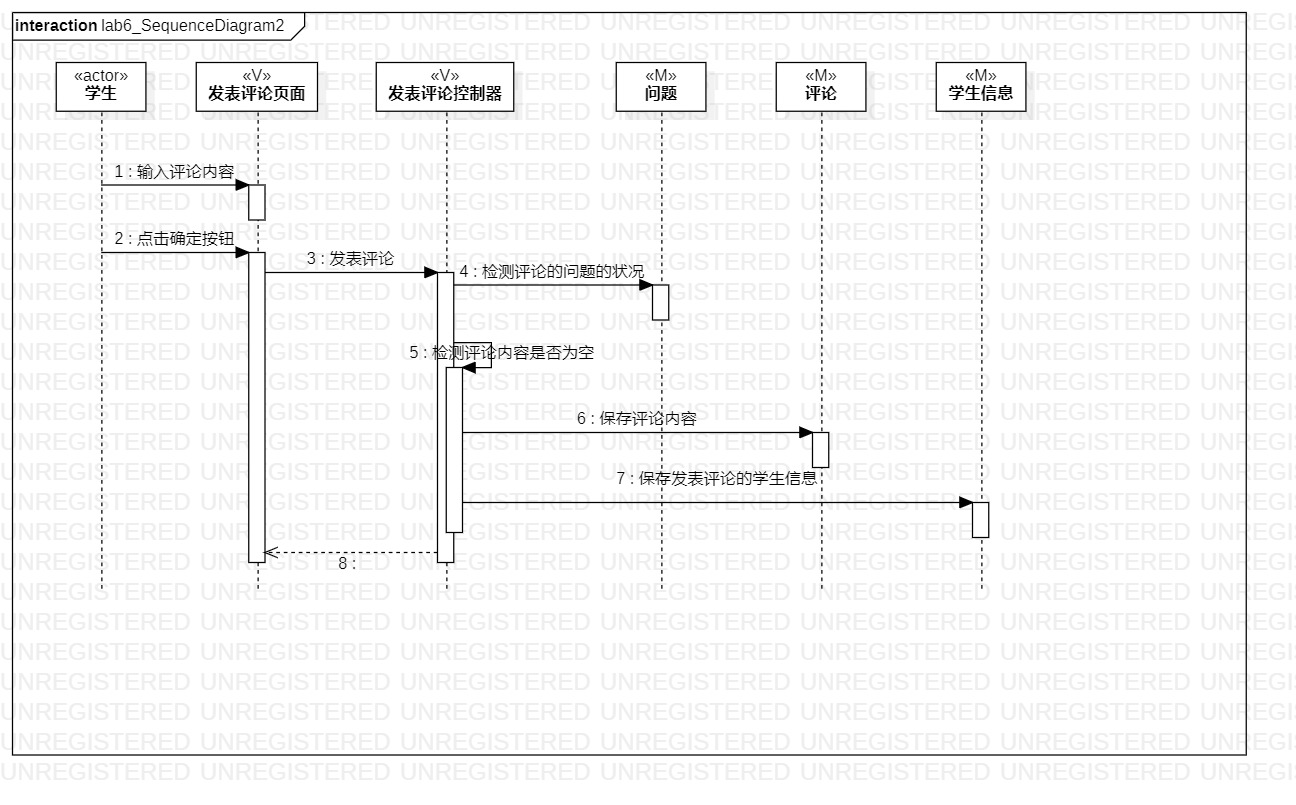 interaction lab6_SequenceDiagram2
«actor»
学生
«V»
发表评论页面
«V»
发表评论控制器
«M»
问题
«M»
评论
«M»
学生信息
1 : 输入评论内容
2 : 点击确定按钮
3 : 发表评论
4 : 检测评论的问题的状况
5 : 检测评论内容是否为空
6 : 保存评论内容
7 : 保存发表评论的学生信息
8 :
UNREGISTERED